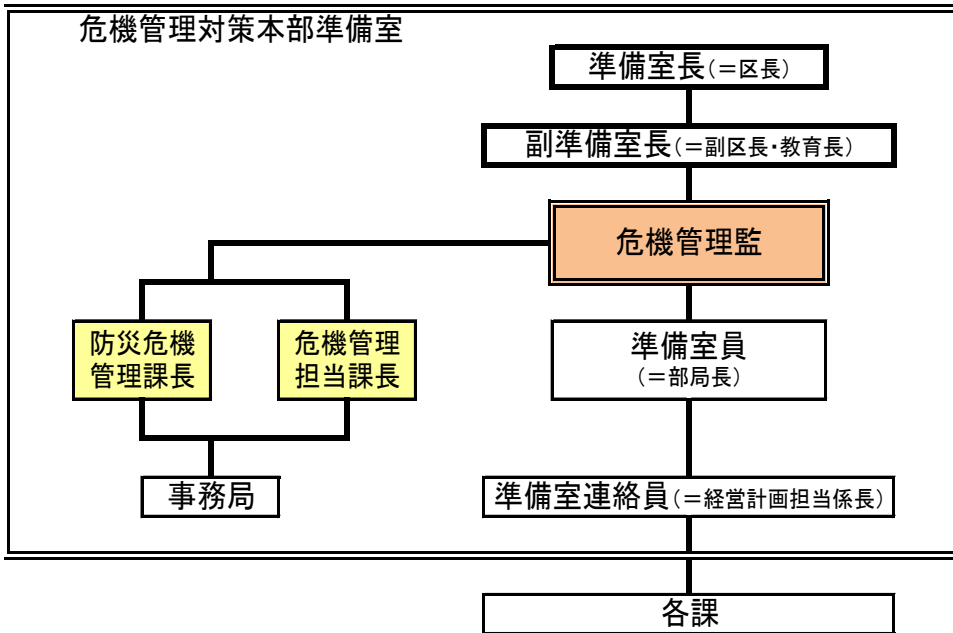 危機管理対策本部準備室
準備室長(=区長)
副準備室長(=副区長・教育長)
危機管理監
防災危機
管理課長
危機管理
担当課長
準備室員
(=部局長)
事務局
準備室連絡員(=経営計画担当係長)
各課